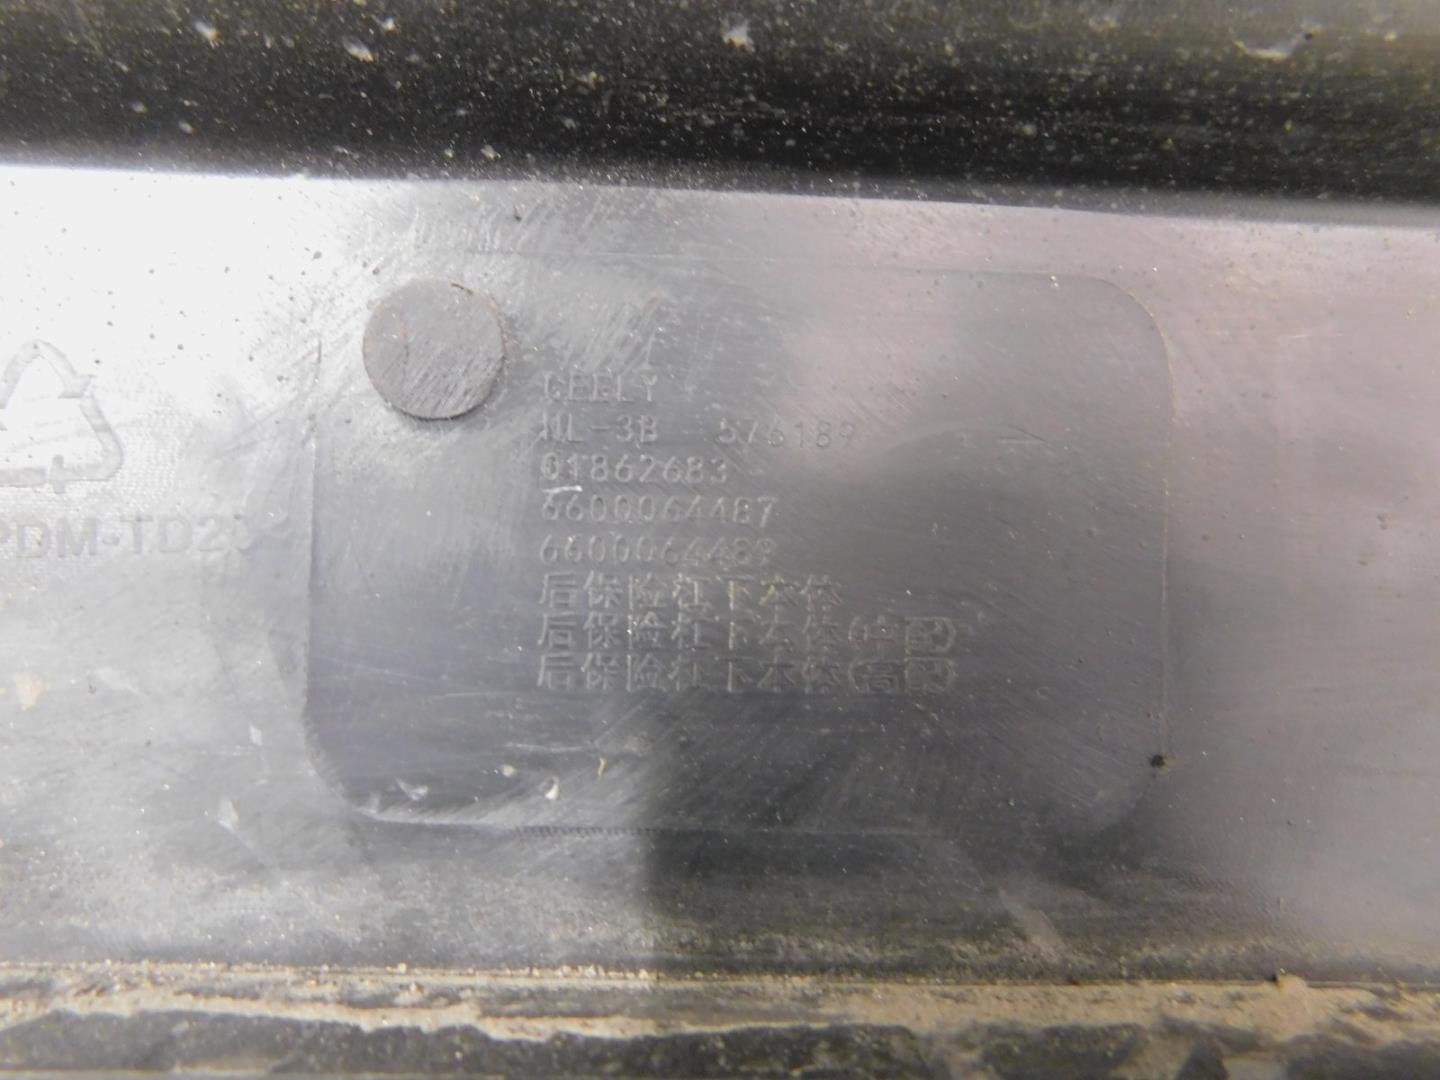 GEELY
NL-3B 576189
01862683
6600064487
6600064489
后保险杠下本体
后保险杠下本体(中配)
后保险杠下本体(高配)
PDM-TD2